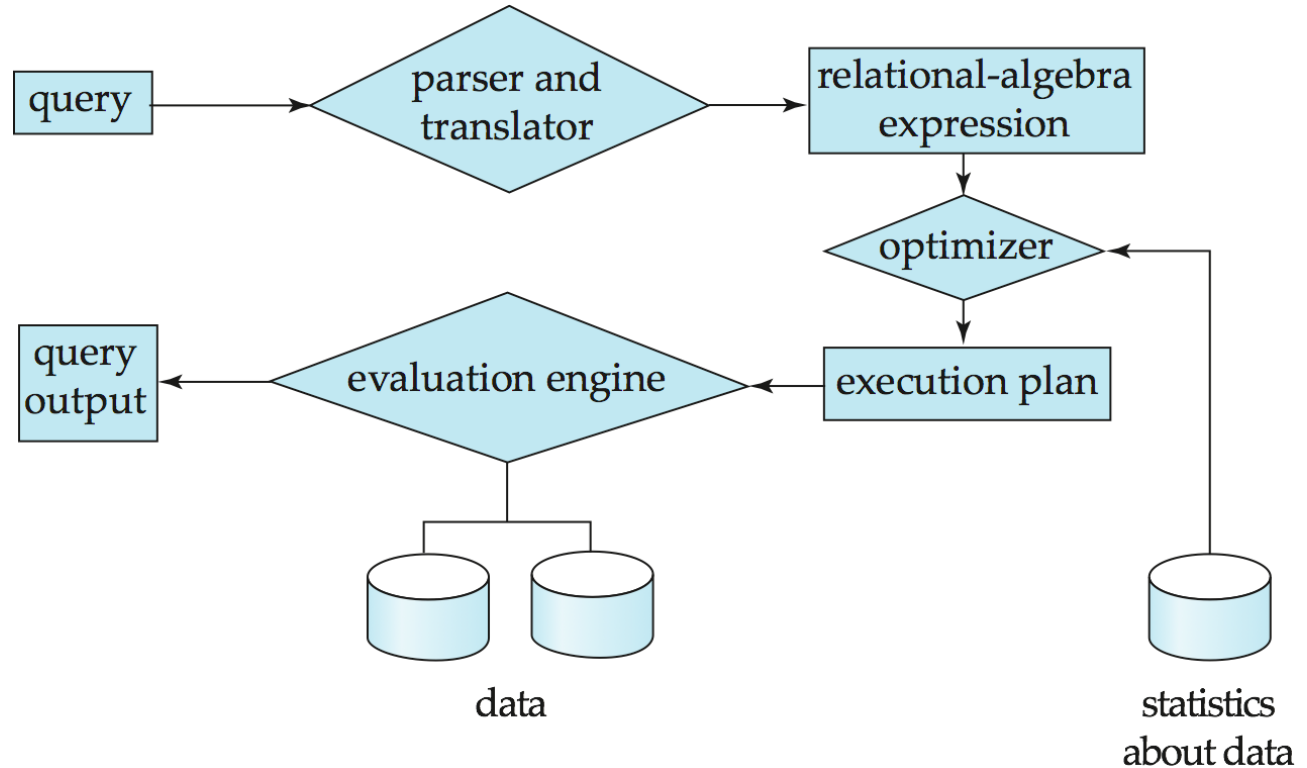 query
parser and
translator
relational-algebra
expression
optimizer
query
output
evaluation engine
execution plan
data
statistics
about data